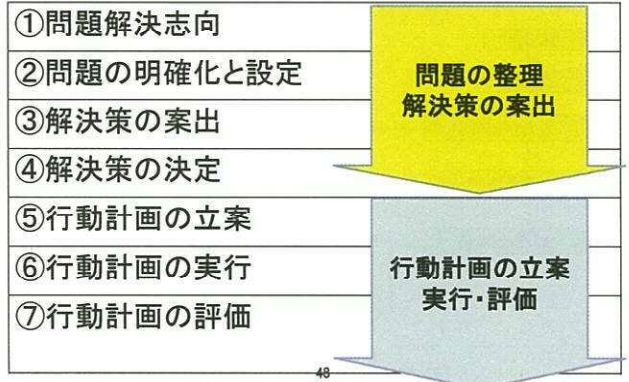 ①問題解決志向
②問題の明確化と設定
③解決策の案出
④解決策の決定
⑤行動計画の立案
⑥行動計画の実行
⑦行動計画の評価
問題の整理
解決策の案出
行動計画の立案
実行・評価
48